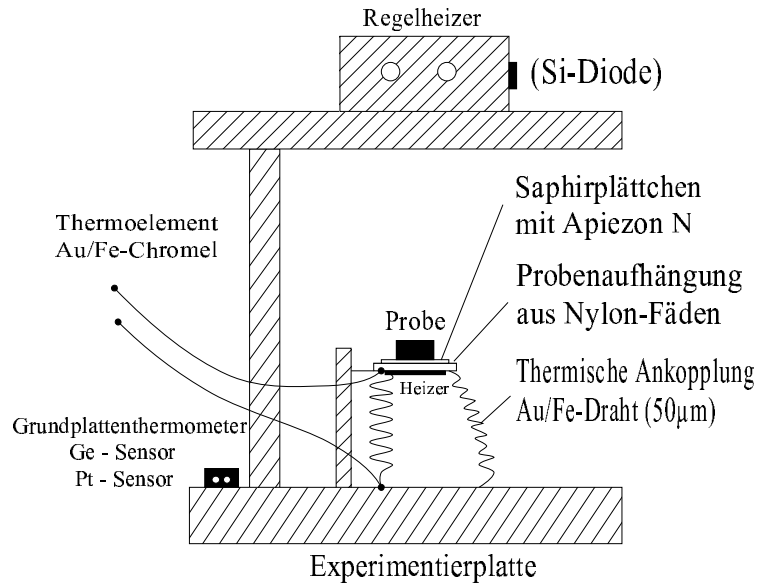 Regelheizer
(Si-Diode)
Saphirplättchen
mit Apiezon N
Thermoelement
Au/Fe-Chromel
Probenaufhängung
aus Nylon-Fäden
Probe
Thermische Ankopplung
Au/Fe-Draht (50µm)
Heizer
Grundplattenthermometer
Ge - Sensor
Pt - Sensor
Experimentierplatte